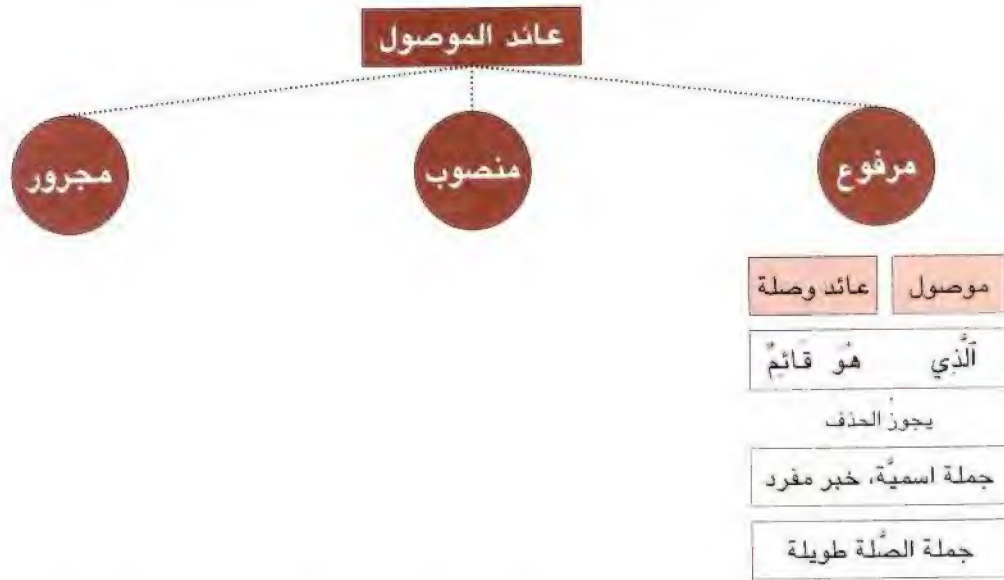 عائد الموصول
مرفوع منصوب مجرور
موصول عائد وصلة
ٱلَّذِي هُو قَائِمٌ
يجوزُ الحذف
جملة اسميَّة، خبر مفرد
جملة الصَّلة طويلة